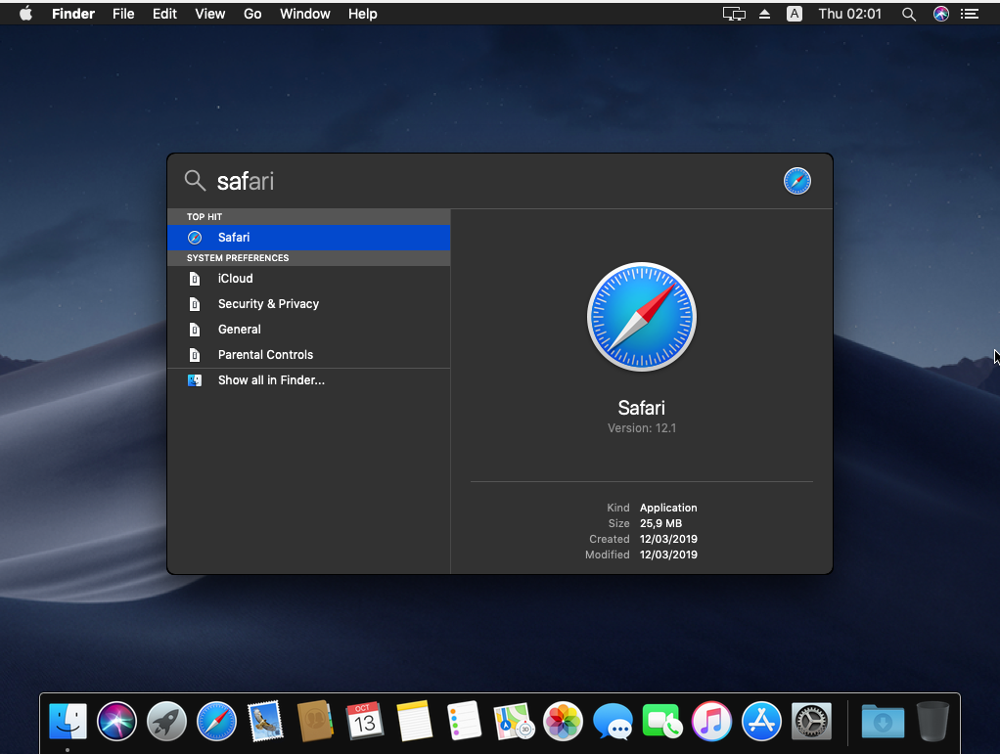 Finder File Edit View Go Window Help A Thu 02:01
safari
TOP HIT
Safari
SYSTEM PREFERENCES
iCloud
Security & Privacy
General
Parental Controls
Show all in Finder...
Safari
Version: 12.1
Kind Application
Size 25,9 MB
Created 12/03/2019
Modified 12/03/2019
OCT
13